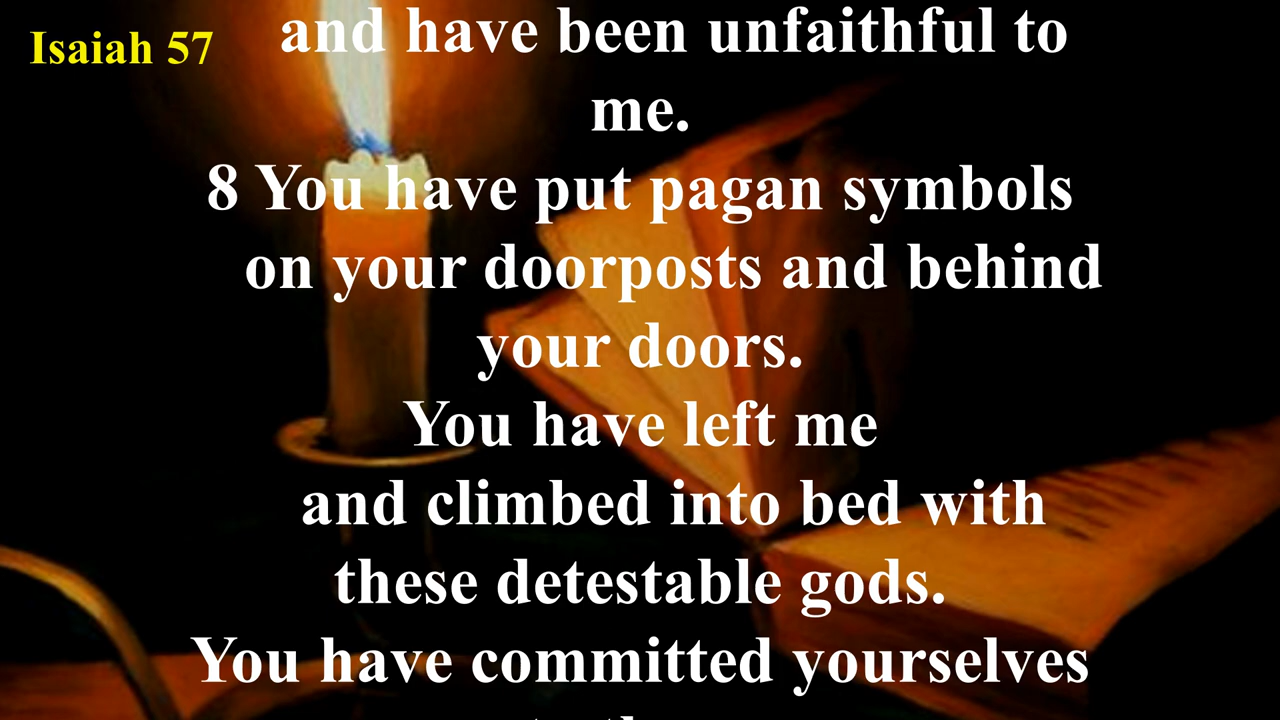 Isaiah 57
and have been unfaithful to
me.
8 You have put pagan symbols
on your doorposts and behind
your doors.
You have left me
and climbed into bed with
these detestable gods.
You have committed yourselves